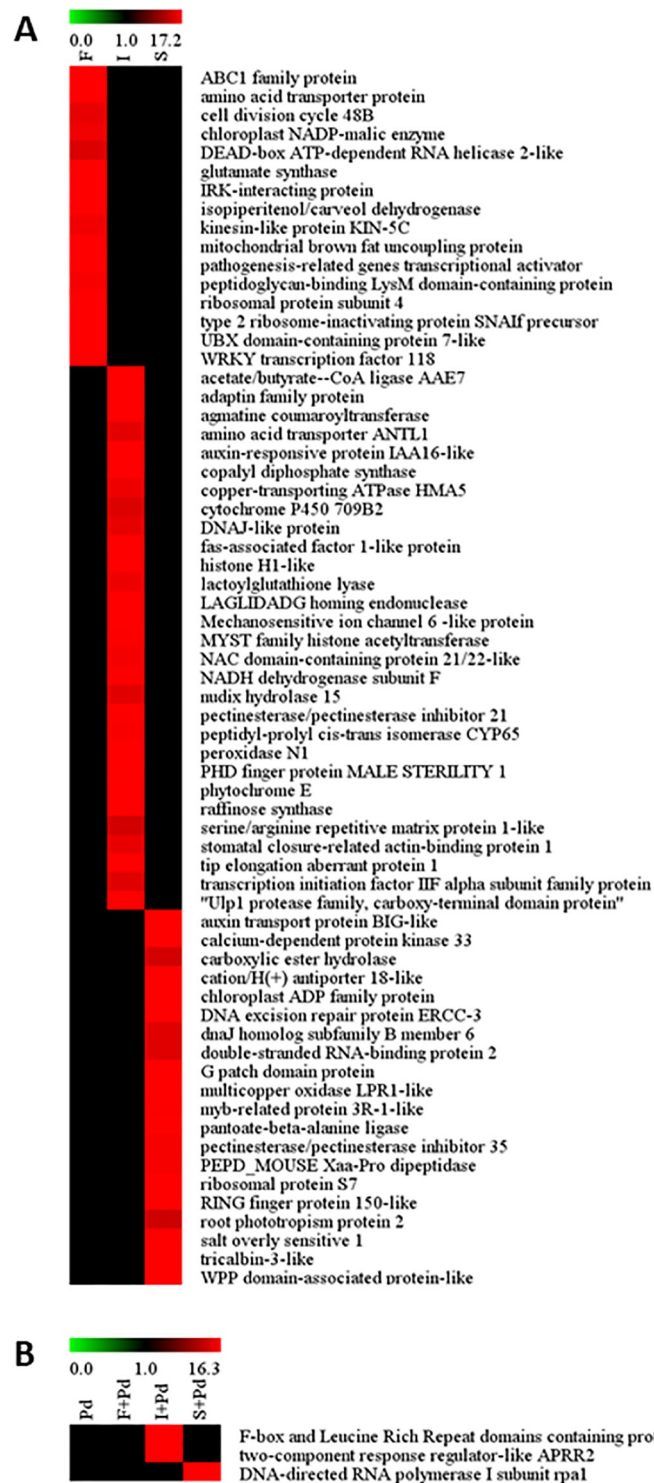 A
0.0 1.0 17.2
F I S
ABC1 family protein
amino acid transporter protein
cell division cycle 48B
chloroplast NADP-malic enzyme
DEAD-box ATP-dependent RNA helicase 2-like
glutamate synthase
IRK-interacting protein
isopiperitenol/carveol dehydrogenase
kinesin-like protein KIN-5C
mitochondrial brown fat uncoupling protein
pathogenesis-related genes transcriptional activator
peptidoglycan-binding LysM domain-containing protein
ribosomal protein subunit 4
type 2 ribosome-inactivating protein SNAIf precursor
UBX domain-containing protein 7-like
WRKY transcription factor 118
acetate/butyrate--CoA ligase AAE7
adaptin family protein
agmatine coumaroyltransferase
amino acid transporter ANTL1
auxin-responsive protein IAA16-like
copalyl diphosphate synthase
copper-transporting ATPase HMA5
cytochrome P450 709B2
DNAJ-like protein
fas-associated factor 1-like protein
histone H1-like
lactoylglutathione lyase
LAGLIDADG homing endonuclease
Mechanosensitive ion channel 6 -like protein
MYST family histone acetyltransferase
NAC domain-containing protein 21/22-like
NADH dehydrogenase subunit F
nudix hydrolase 15
pectinesterase/pectinesterase inhibitor 21
peptidyl-prolyl cis-trans isomerase CYP65
peroxidase N1
PHD finger protein MALE STERILITY 1
phytochrome E
raffinose synthase
serine/arginine repetitive matrix protein 1-like
stomatal closure-related actin-binding protein 1
tip elongation aberrant protein 1
transcription initiation factor IIF alpha subunit family protein
"Ulp1 protease family, carboxy-terminal domain protein"
auxin transport protein BIG-like
calcium-dependent protein kinase 33
carboxylic ester hydrolase
cation/H(+) antiporter 18-like
chloroplast ADP family protein
DNA excision repair protein ERCC-3
dnaJ homolog subfamily B member 6
double-stranded RNA-binding protein 2
G patch domain protein
multicopper oxidase LPR1-like
myb-related protein 3R-1-like
pantoate-beta-alanine ligase
pectinesterase/pectinesterase inhibitor 35
PEPD_MOUSE Xaa-Pro dipeptidase
ribosomal protein S7
RING finger protein 150-like
root phototropism protein 2
salt overly sensitive 1
tricalbin-3-like
WPP domain-associated protein-like
B
0.0 1.0 16.3
Pd F+Pd I+Pd S+Pd
F-box and Leucine Rich Repeat domains containing pro
two-component response regulator-like APRR2
DNA-directed RNA polymerase I subunit rpa1